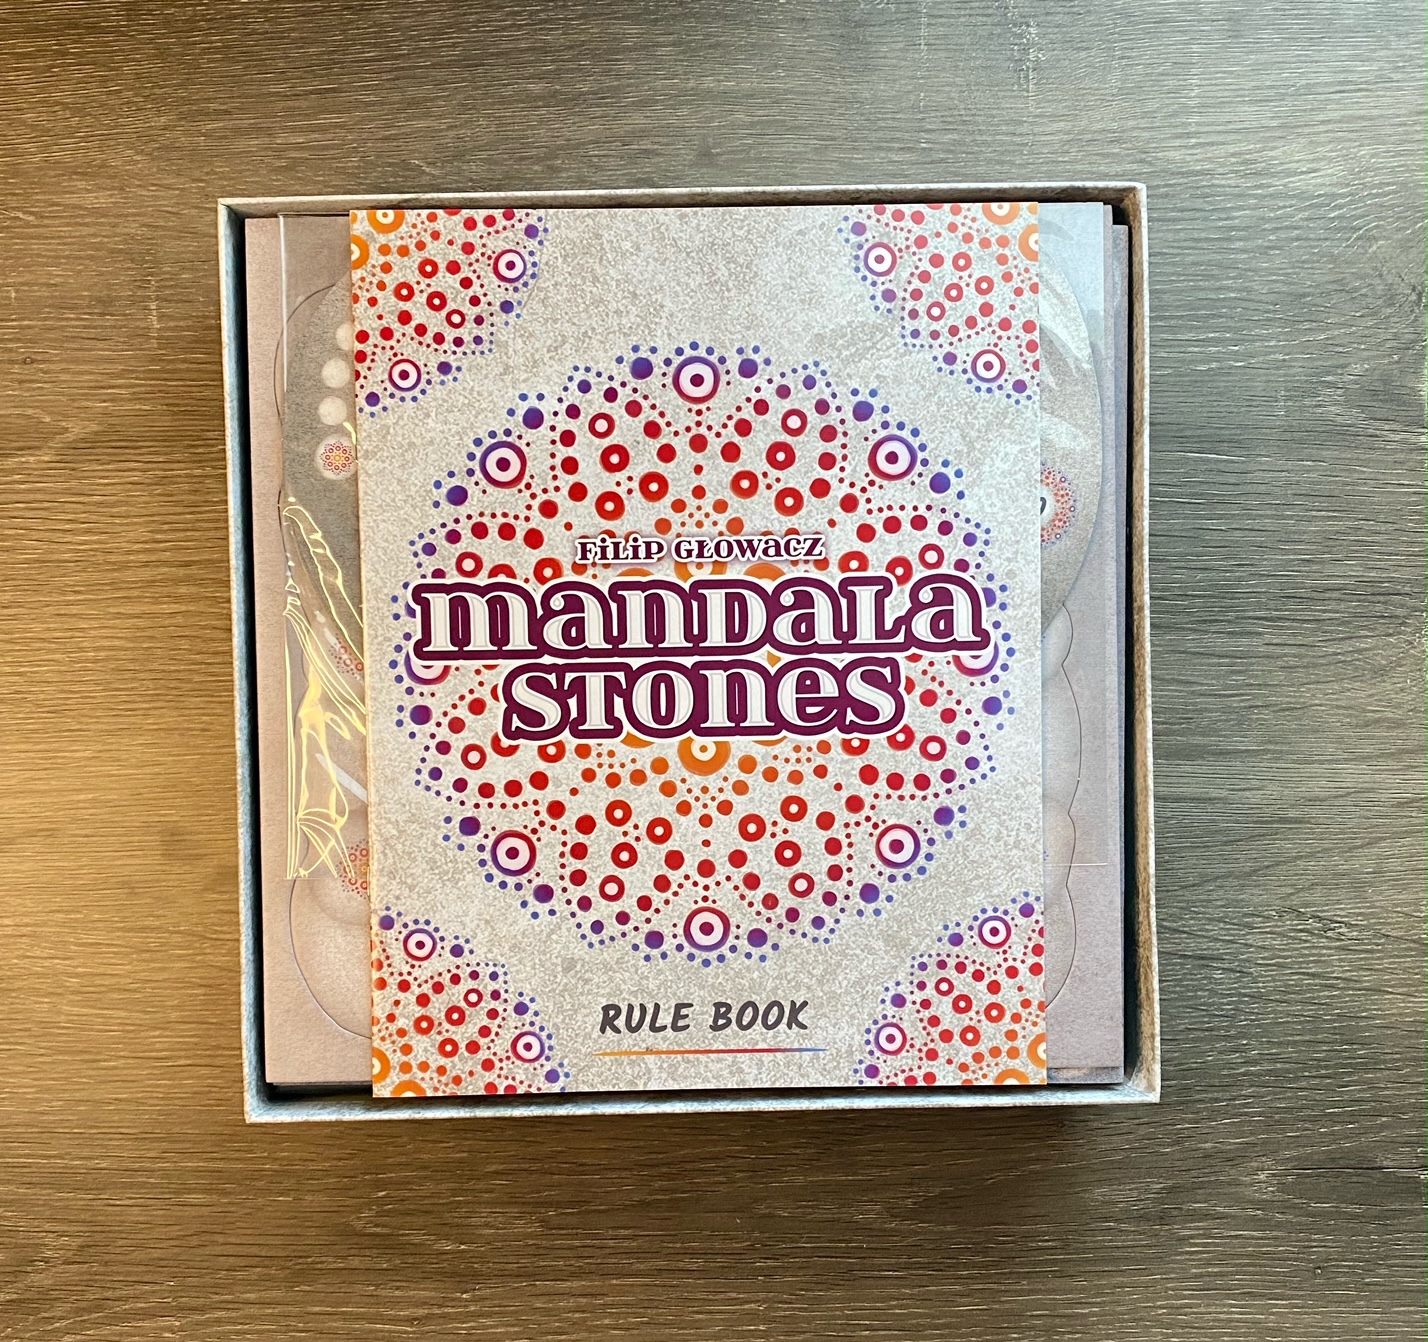 FiLiP GŁOWACZ
manDaLa
STones
RULE BOOK